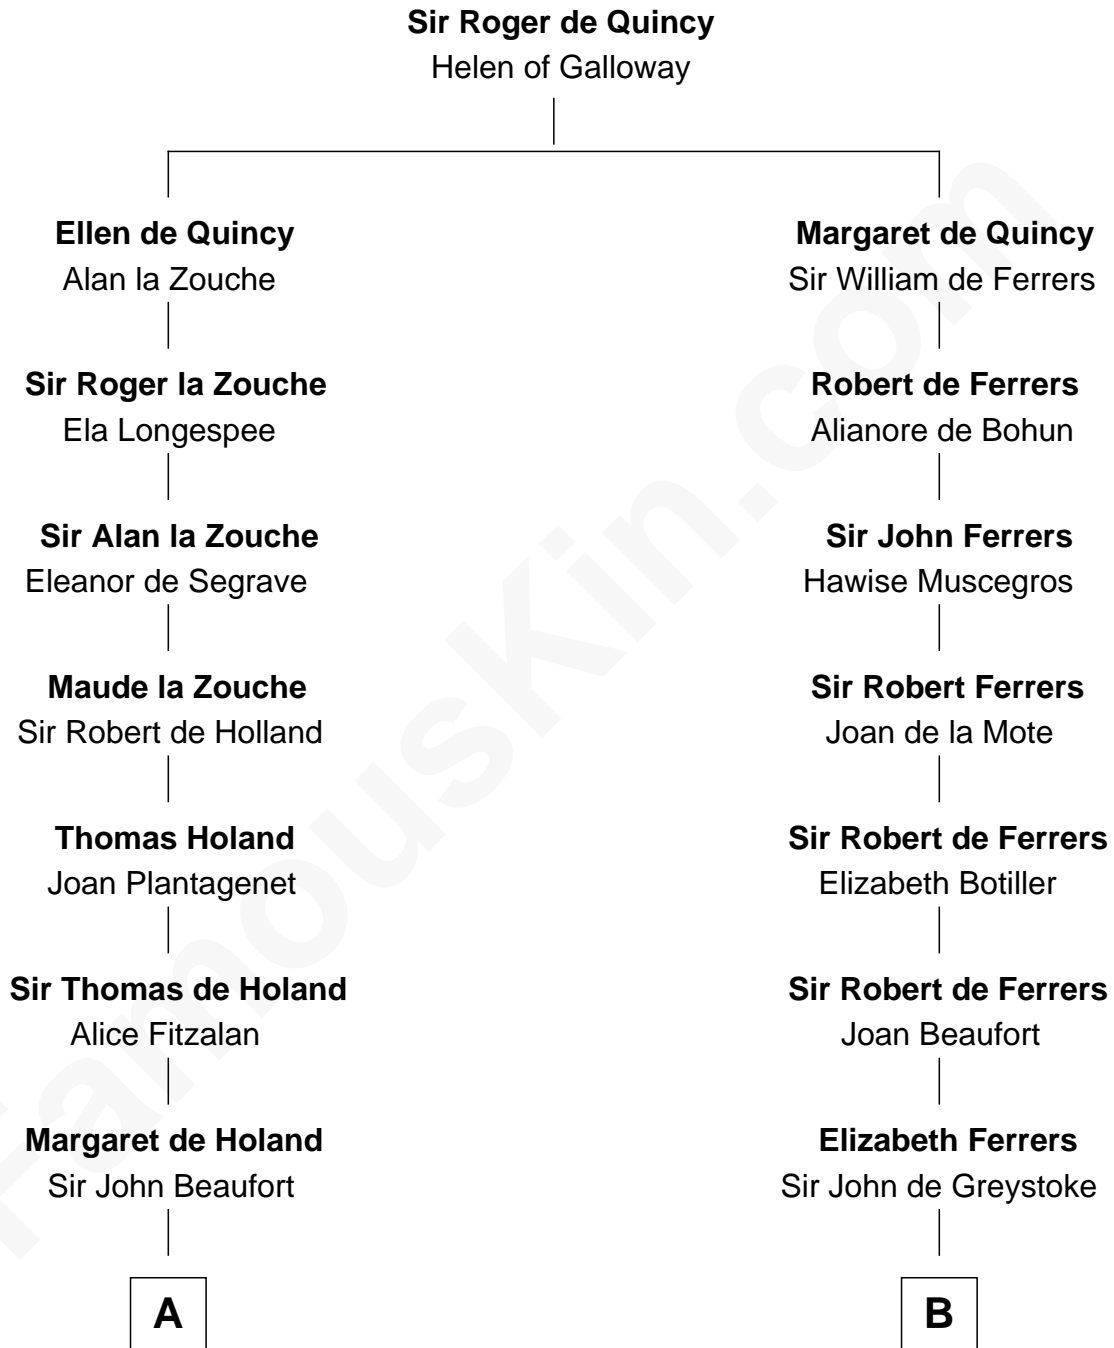 Sir Roger de Quincy
Helen of Galloway
Ellen de Quincy
Alan la Zouche
Margaret de Quincy
Sir William de Ferrers
Sir Roger la Zouche
Ela Longespee
Robert de Ferrers
Alianore de Bohun
Sir Alan la Zouche
Eleanor de Segrave
Sir John Ferrers
Hawise Muscegros
Maude la Zouche
Sir Robert de Holland
Sir Robert Ferrers
Joan de la Mote
Thomas Holand
Joan Plantagenet
Sir Robert de Ferrers
Elizabeth Botiller
Sir Thomas de Holand
Alice Fitzalan
Sir Robert de Ferrers
Joan Beaufort
Margaret de Holand
Sir John Beaufort
Elizabeth Ferrers
Sir John de Greystoke
A
B
FamousKin.com